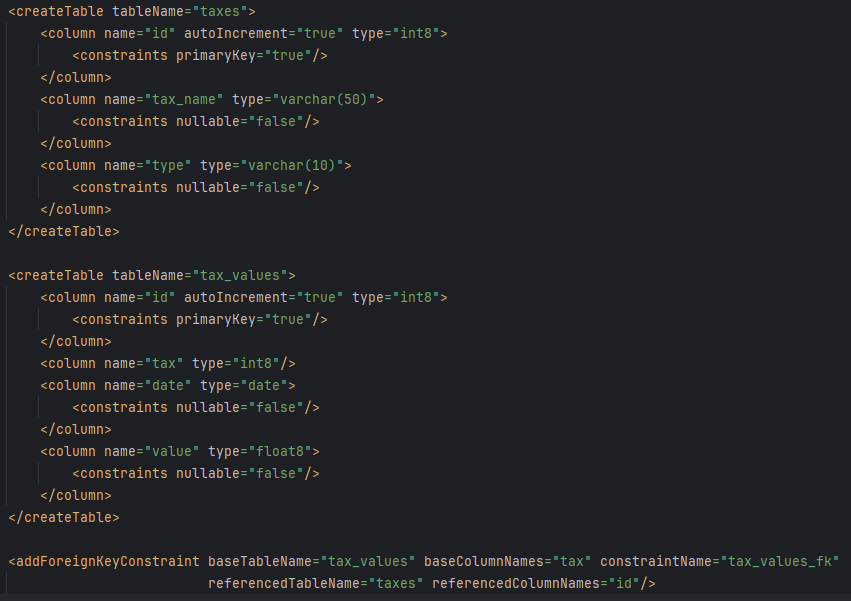 <createTable tableName="taxes">
    <column name="id" autoIncrement="true" type="int8">
        <constraints primaryKey="true"/>
    </column>
    <column name="tax_name" type="varchar(50)">
        <constraints nullable="false"/>
    </column>
    <column name="type" type="varchar(10)">
        <constraints nullable="false"/>
    </column>
</createTable>

<createTable tableName="tax_values">
    <column name="id" autoIncrement="true" type="int8">
        <constraints primaryKey="true"/>
    </column>
    <column name="tax" type="int8"/>
    <column name="date" type="date">
        <constraints nullable="false"/>
    </column>
    <column name="value" type="float8">
        <constraints nullable="false"/>
    </column>
</createTable>

<addForeignKeyConstraint baseTableName="tax_values" baseColumnNames="tax" constraintName="tax_values_fk"
                         referencedTableName="taxes" referencedColumnNames="id"/>